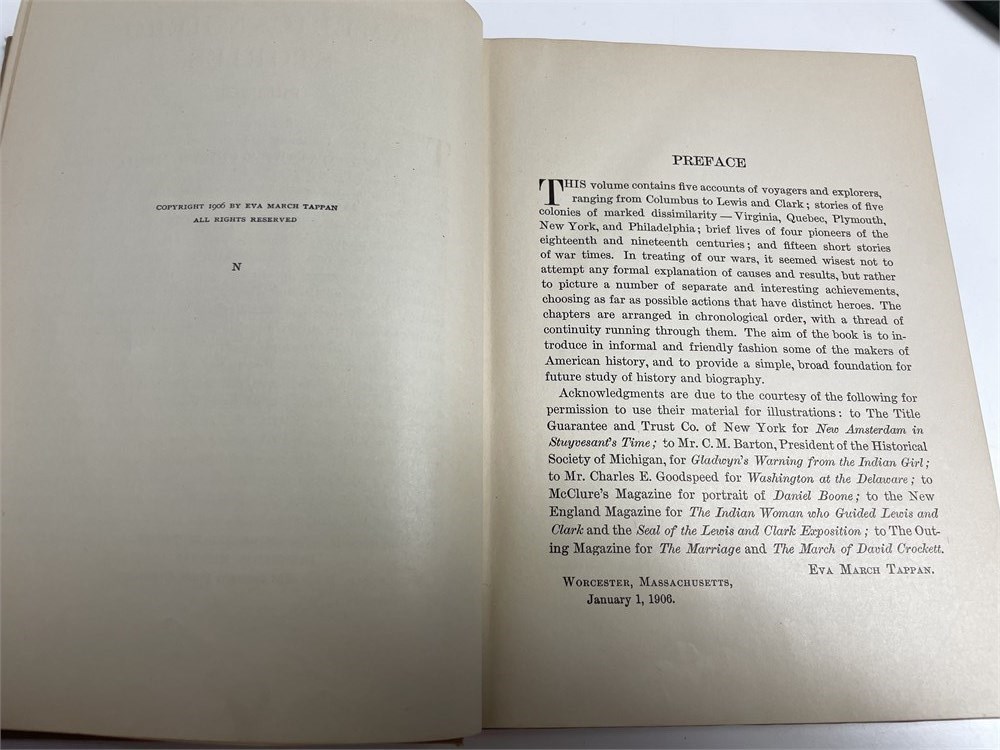 COPYRIGHT 1906 BY EVA MARCH TAPPAN
ALL RIGHTS RESERVED
N
PREFACE
THIS volume contains five accounts of voyagers and explorers,
ranging from Columbus to Lewis and Clark; stories of five
colonies of marked dissimilarity — Virginia, Quebec, Plymouth,
New York, and Philadelphia; brief lives of four pioneers of the
eighteenth and nineteenth centuries; and fifteen short stories
of war times. In treating of our wars, it seemed wisest not to
attempt any formal explanation of causes and results, but rather
to picture a number of separate and interesting achievements,
choosing as far as possible actions that have distinct heroes. The
chapters are arranged in chronological order, with a thread of
continuity running through them. The aim of the book is to in-
troduce in informal and friendly fashion some of the makers of
American history, and to provide a simple, broad foundation for
future study of history and biography.
Acknowledgments are due to the courtesy of the following for
permission to use their material for illustrations: to The Title
Guarantee and Trust Co. of New York for New Amsterdam in
Stuyvesant's Time; to Mr. C. M. Barton, President of the Historical
Society of Michigan, for Gladwyn's Warning from the Indian Girl;
to Mr. Charles E. Goodspeed for Washington at the Delaware; to
McClure's Magazine for portrait of Daniel Boone; to the New
England Magazine for The Indian Woman who Guided Lewis and
Clark and the Seal of the Lewis and Clark Exposition; to The Out-
ing Magazine for The Marriage and The March of David Crockett.
EVA MARCH TAPPAN.
WORCESTER, MASSACHUSETTS,
January 1, 1906.